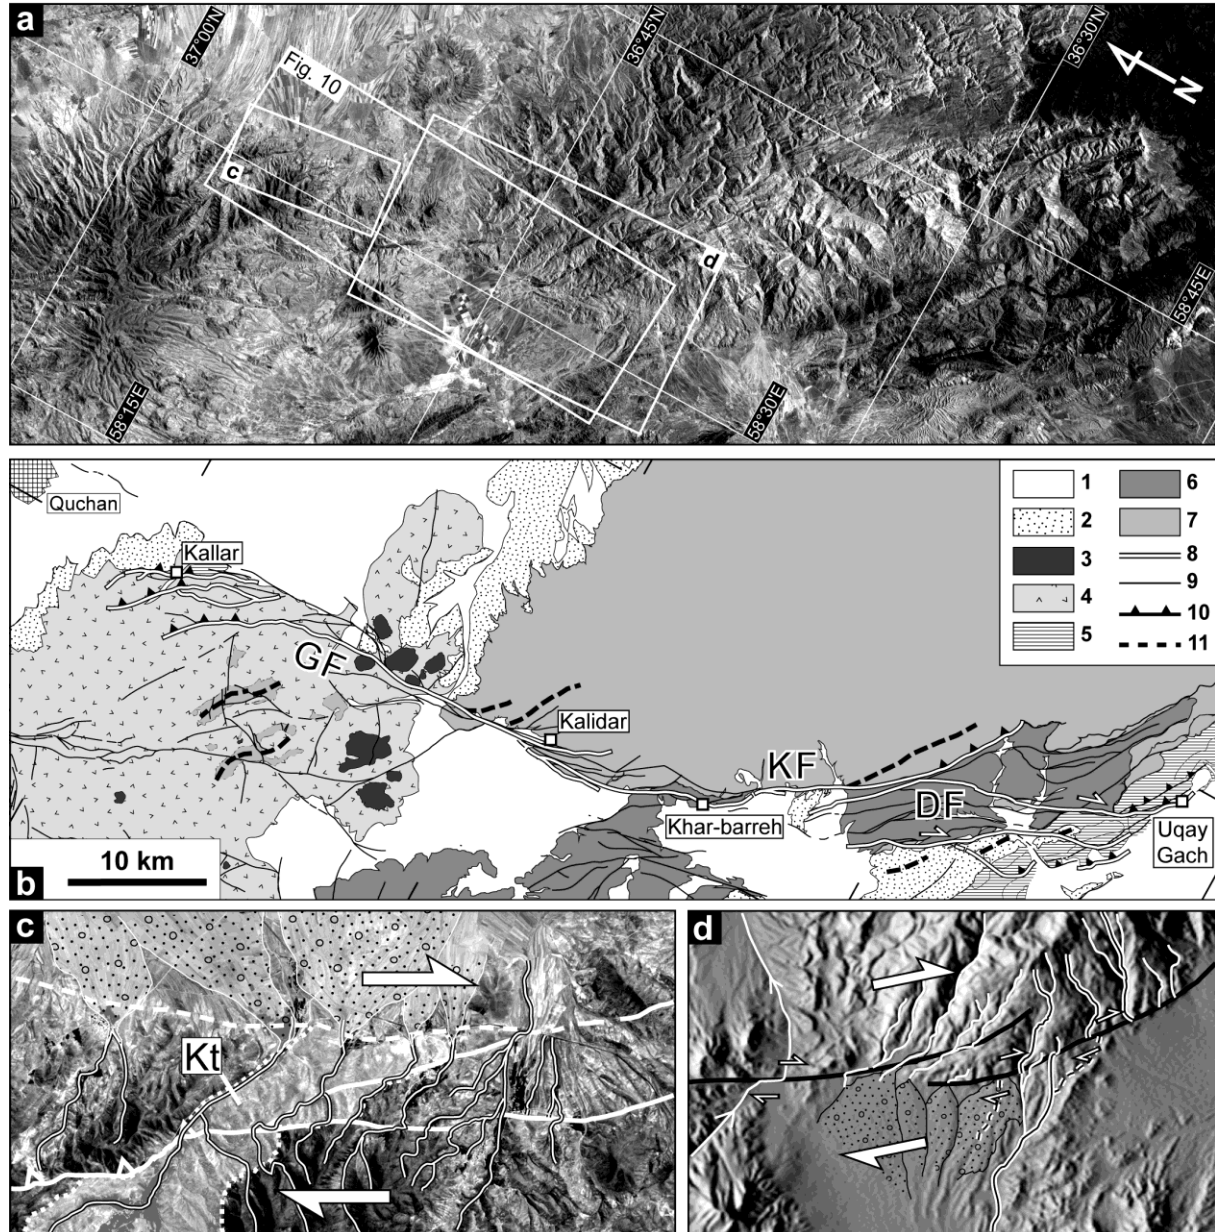 a
37°00'N
Fig. 10
36°45'N
36°30'N
N
c
d
58°15'E
58°30'E
58°45'E
Quchan
Kallar
GF
Kalidar
KF
DF
Khar-barreh
Uqay
Gach
1
2
3
4
5
6
7
8
9
10
11
10 km
b
c
Kt
d